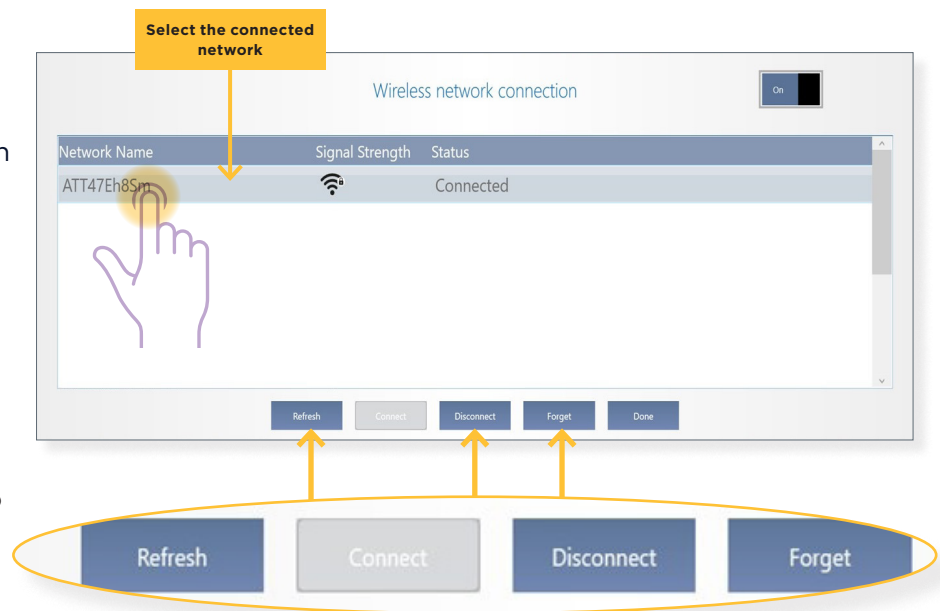 Select the connected
network
Wireless network connection
On
Network Name Signal Strength Status
ATT47Eh8Sm Connected
Refresh Connect Disconnect Forget Done
Refresh Connect Disconnect Forget